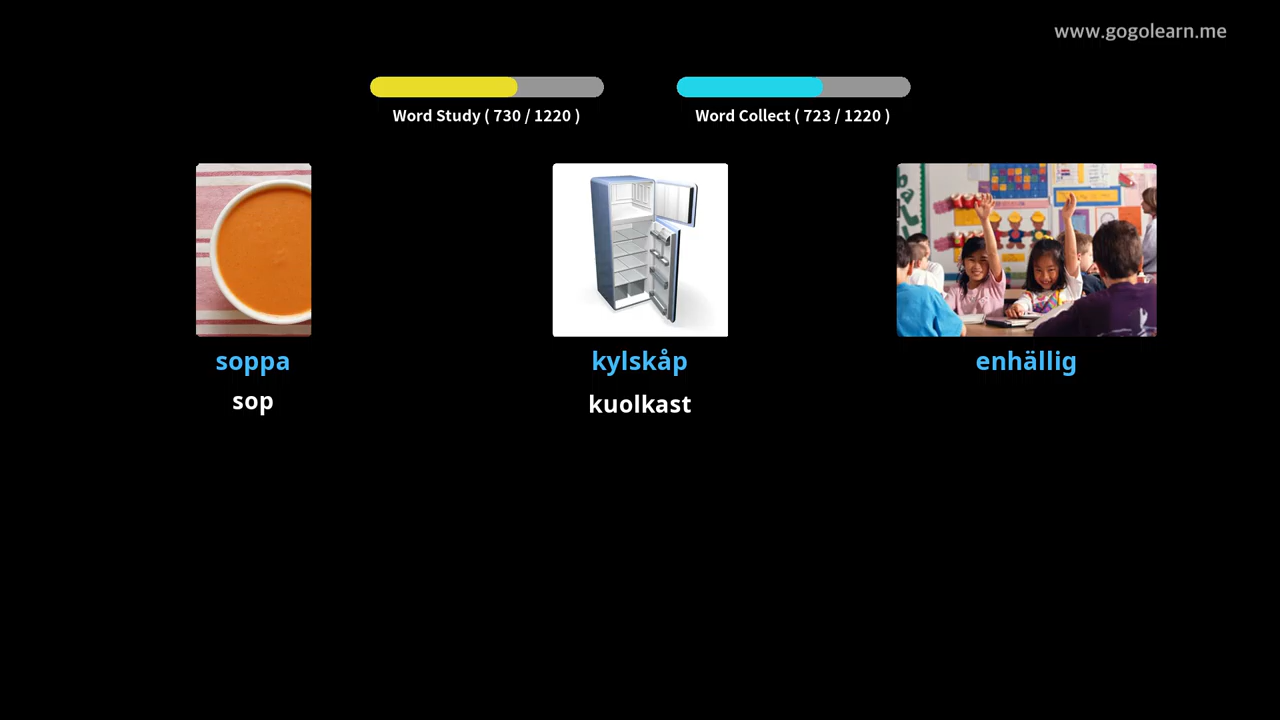 www.gogolearn.me
Word Study ( 730 / 1220 )
Word Collect ( 723 / 1220 )
soppa
kylskåp
enhällig
sop
kuolkast